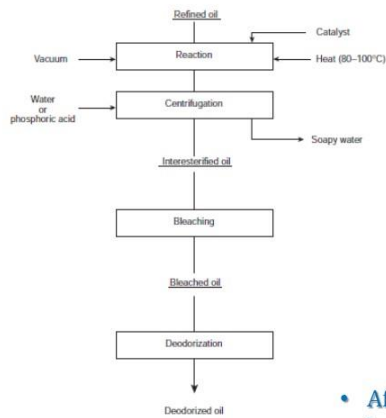 Refined oil
Catalyst
Vacuum
Reaction
Heat (80–100°C)
Water
or
phosphoric acid
Centrifugation
Soapy water
Interesterified oil
Bleaching
Bleached oil
Deodorization
Deodorized oil